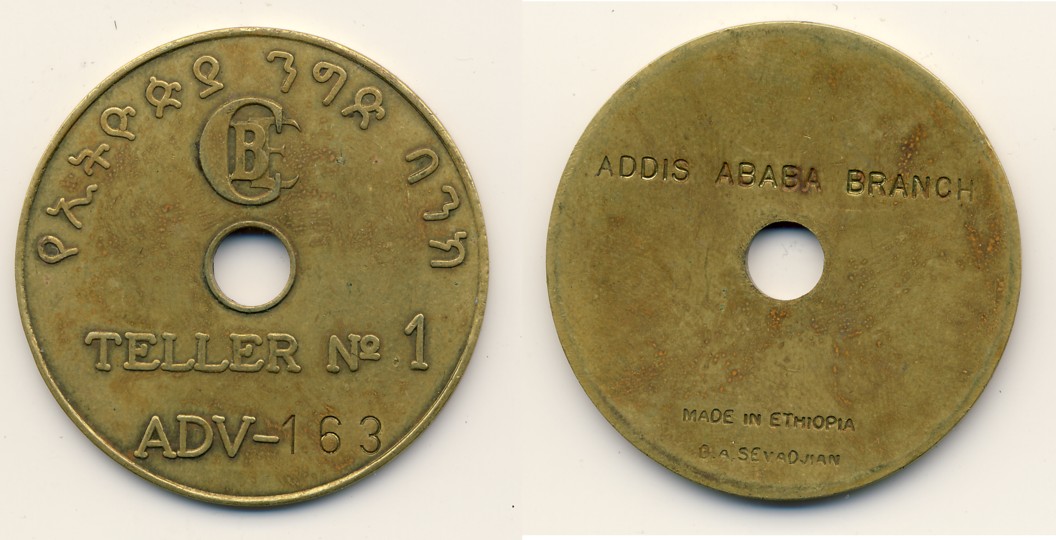 የኢትዮጵያ ንግድ ባንክ
CBE
TELLER Nº 1
ADV-163
ADDIS ABABA BRANCH
MADE IN ETHIOPIA
B.A.SEVADJIAN